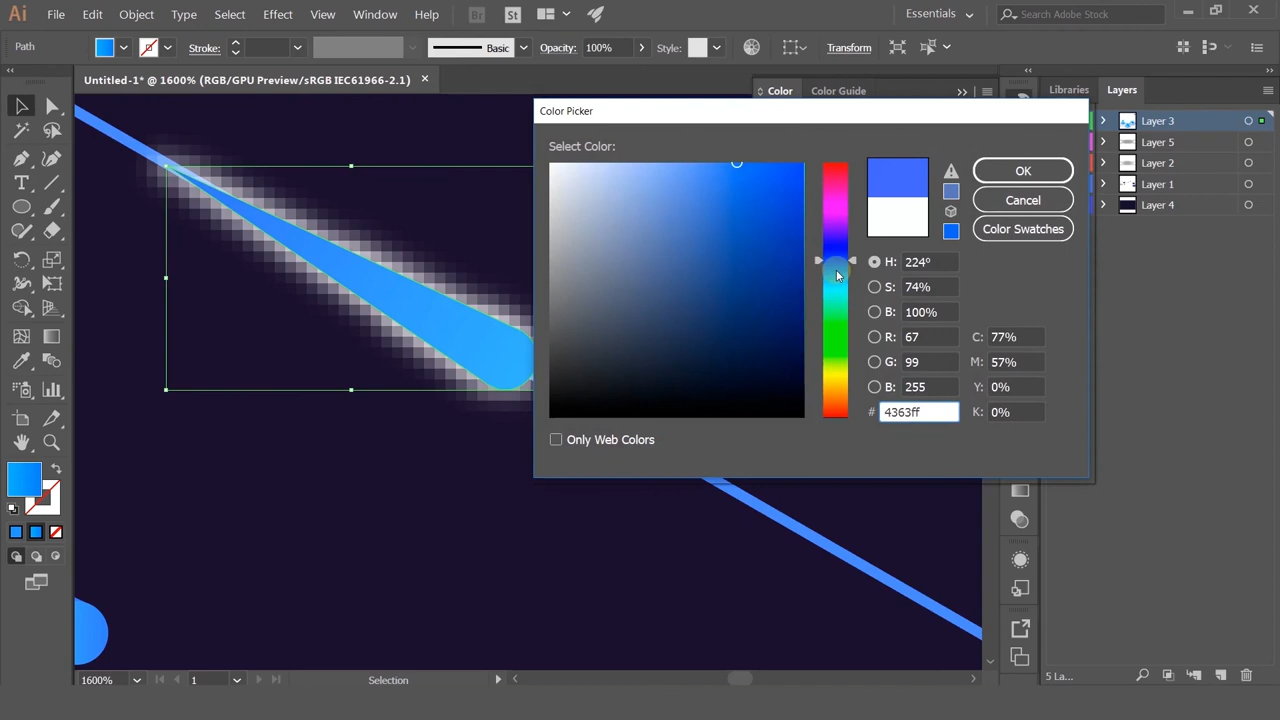 Ai File Edit Object Type Select Effect View Window Help Br St Essentials Search Adobe Stock
Path Stroke: Basic Opacity: 100% Style: Transform
Untitled-1* @ 1600% (RGB/GPU Preview/sRGB IEC61966-2.1) ×
Color Color Guide
Libraries Layers
Color Picker
Select Color:
OK
Cancel
Color Swatches
H: 224º
S: 74%
B: 100%
R: 67 C: 77%
G: 99 M: 57%
B: 255 Y: 0%
# 4363ff K: 0%
Only Web Colors
Layer 3
Layer 5
Layer 2
Layer 1
Layer 4
1600% 1 Selection
5 La...